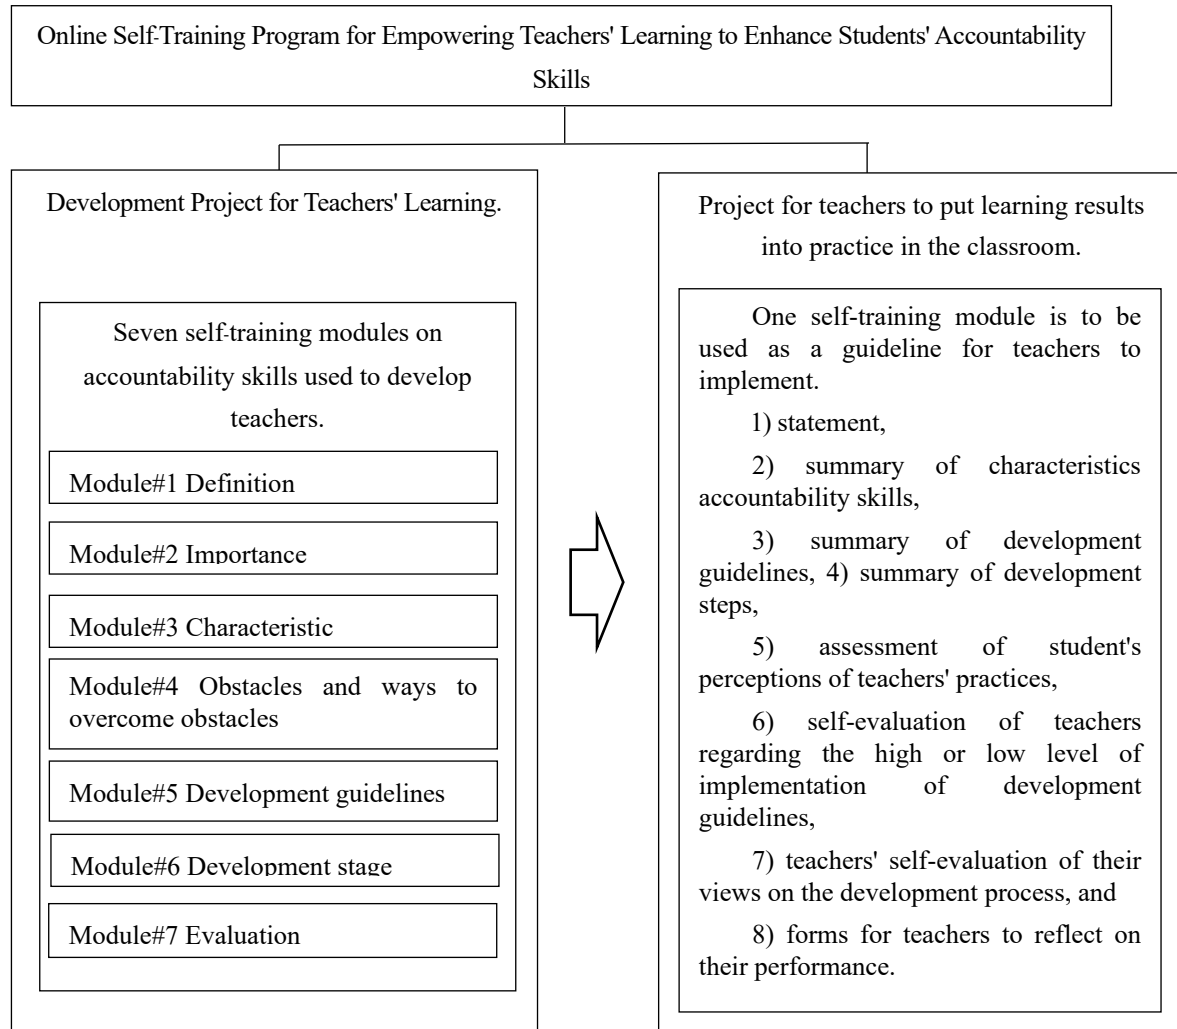 Online Self-Training Program for Empowering Teachers' Learning to Enhance Students' Accountability
Skills
Development Project for Teachers' Learning.
Seven self-training modules on
accountability skills used to develop
teachers.
Module#1 Definition
Module#2 Importance
Module#3 Characteristic
Module#4 Obstacles and ways to
overcome obstacles
Module#5 Development guidelines
Module#6 Development stage
Module#7 Evaluation
Project for teachers to put learning results
into practice in the classroom.
One self-training module is to be
used as a guideline for teachers to
implement.
1) statement,
2) summary of characteristics
accountability skills,
3) summary of development
guidelines, 4) summary of development
steps,
5) assessment of student's
perceptions of teachers' practices,
6) self-evaluation of teachers
regarding the high or low level of
implementation of development
guidelines,
7) teachers' self-evaluation of their
views on the development process, and
8) forms for teachers to reflect on
their performance.